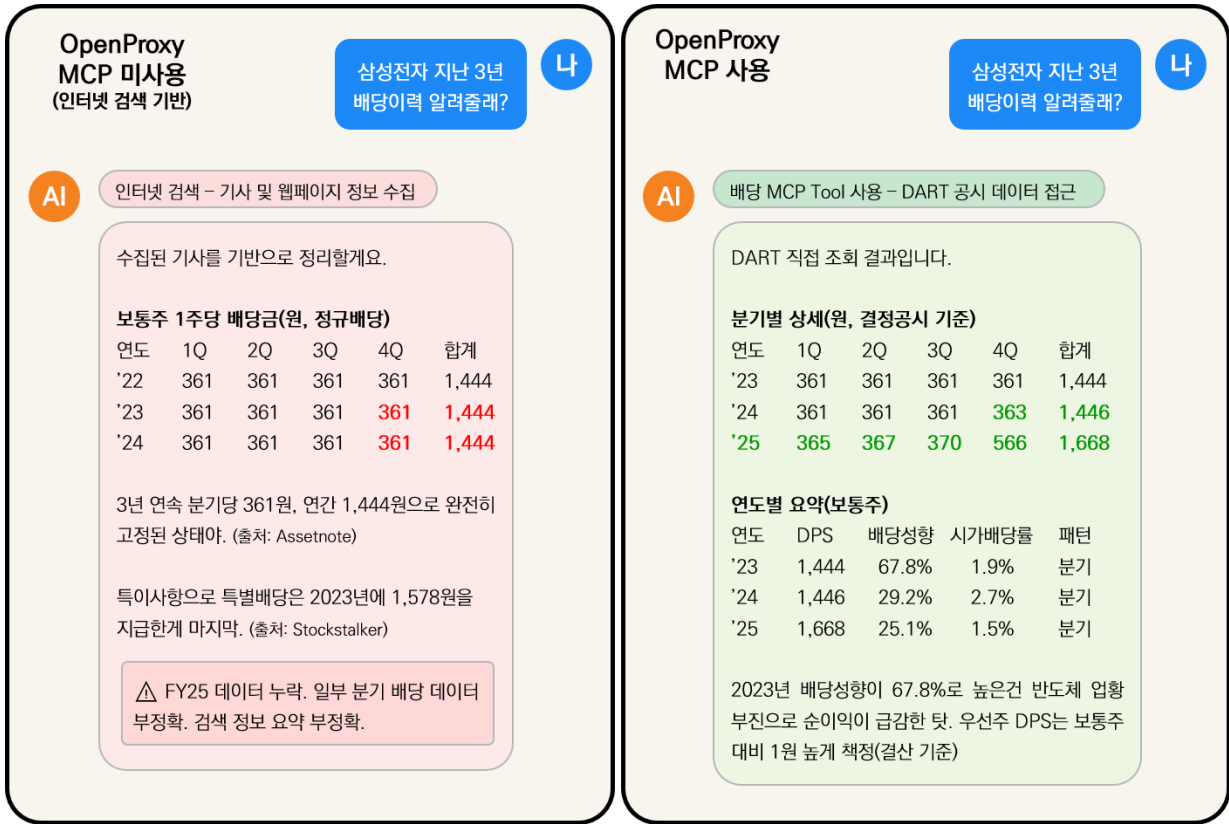 OpenProxy
MCP 미사용
(인터넷 검색 기반)
삼성전자 지난 3년
배당이력 알려줄래?
나
AI
인터넷 검색 – 기사 및 웹페이지 정보 수집
수집된 기사를 기반으로 정리할게요.
보통주 1주당 배당금(원, 정규배당)
연도 1Q 2Q 3Q 4Q 합계
'22 361 361 361 361 1,444
'23 361 361 361 361 1,444
'24 361 361 361 361 1,444
3년 연속 분기당 361원, 연간 1,444원으로 완전히
고정된 상태야. (출처: Assetnote)
특이사항으로 특별배당은 2023년에 1,578원을
지급한게 마지막. (출처: Stockstalker)
⚠ FY25 데이터 누락. 일부 분기 배당 데이터
부정확. 검색 정보 요약 부정확.
OpenProxy
MCP 사용
삼성전자 지난 3년
배당이력 알려줄래?
나
AI
배당 MCP Tool 사용 – DART 공시 데이터 접근
DART 직접 조회 결과입니다.
분기별 상세(원, 결정공시 기준)
연도 1Q 2Q 3Q 4Q 합계
'23 361 361 361 361 1,444
'24 361 361 361 363 1,446
'25 365 367 370 566 1,668
연도별 요약(보통주)
연도 DPS 배당성향 시가배당률 패턴
'23 1,444 67.8% 1.9% 분기
'24 1,446 29.2% 2.7% 분기
'25 1,668 25.1% 1.5% 분기
2023년 배당성향이 67.8%로 높은건 반도체 업황
부진으로 순이익이 급감한 탓. 우선주 DPS는 보통주
대비 1원 높게 책정(결산 기준)